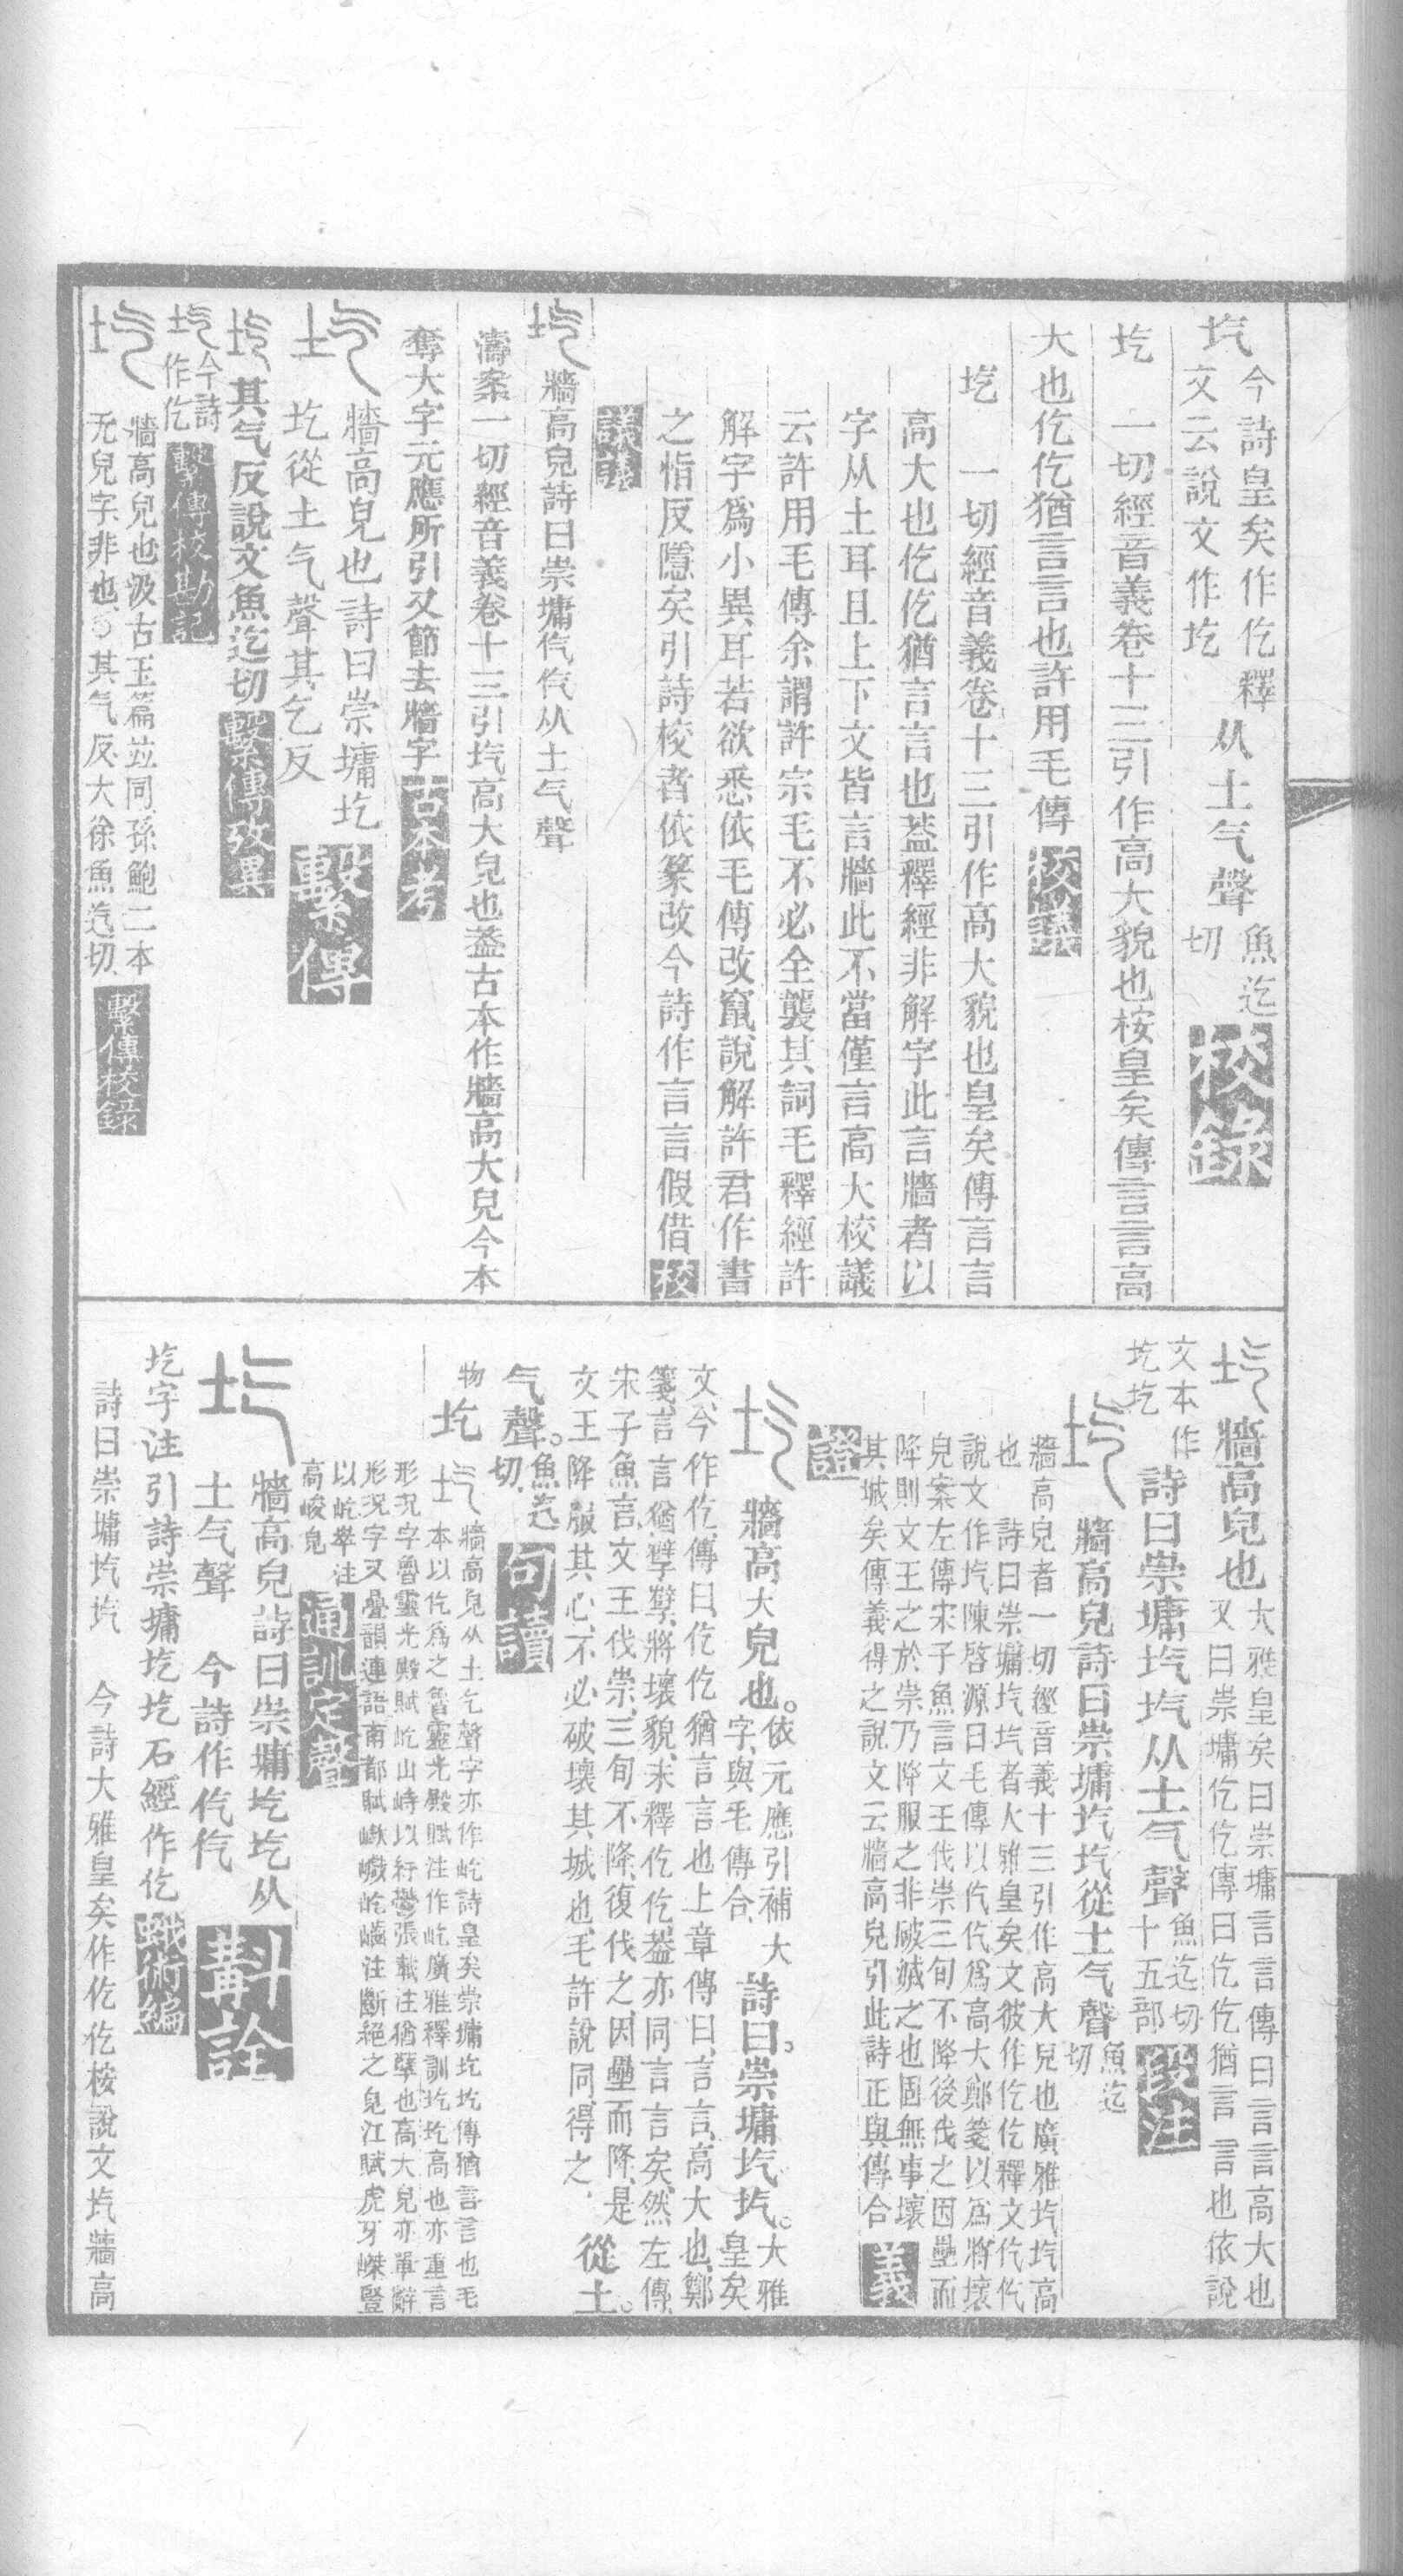 圪 今詩皇矣作仡釋
文云說文作圪
从土气聲 魚迄
切 校錄
圪 一切經音義卷十三引作高大貌也桉皇矣傳言言高
大也仡仡猶言言也許用毛傳 校議
圪 一切經音義卷十三引作高大貌也皇矣傳言言
高大也仡仡猶言言也蓋釋經非解字此言牆者以
字从土耳且上下文皆言牆此不當僅言高大校議
云許用毛傳余謂許宗毛不必全襲其詞毛釋經許
解字爲小異耳若欲悉依毛傳改竄說解許君作書
之恉反隱矣引詩校者依篆改今詩作言言假借 校
議議
牆高皃詩曰崇墉圪圪从土气聲
濤案一切經音義卷十三引圪高大皃也蓋古本作牆高大皃今本
奪大字元應所引又節去牆字 古本考
牆高皃也詩曰崇墉圪
圪從土气聲其乞反 繫傳
其气反說文魚迄切 繫傳攷異
今詩
作仡 繫傳校勘記
牆高皃也汲古玉篇竝同孫鮑二本
无皃字非也○其气反大徐魚迄切 繫傳校錄
牆高皃也 大雅皇矣曰崇墉言言傳曰言言高大也
又曰崇墉仡仡傳曰仡仡猶言言也依說
文本作
圪圪 詩曰崇墉圪圪从土气聲 魚迄切
十五部 段注
牆高皃詩曰崇墉圪圪從土气聲 魚迄
切
牆高皃者一切經音義十三引作高大皃也廣雅圪圪高
也 詩曰崇墉圪圪者大雅皇矣文彼作仡仡釋文仡仡
說文作圪陳啓源曰毛傳以仡仡爲高大鄭箋以爲將壞
皃案左傳宋子魚言文王伐崇三旬不降後伐之因壘而
降則文王之於崇乃降服之非破滅之也固無事壞
其城矣傳義得之說文云牆高皃引此詩正與傳合 義
證
牆高大皃也。 依元應引補大
字、與毛傳合、 詩曰。崇墉圪圪。 大雅
皇矣
文、今作仡、傳曰、仡仡猶言言也、上章傳曰、言言、高大也、鄭
箋、言言猶孼孼、將壞貌、未釋仡仡、蓋亦同言言矣、然左傳
宋子魚言、文王伐崇、三旬不降、復伐之、因壘而降、是
文王降服其心、不必破壞其城也、毛許說同、得之、 從土。
气聲。 魚迄
切、 句讀
物 圪 牆高皃从土乞聲字亦作屹詩皇矣崇墉圪圪傳猶言言也毛
本以仡爲之魯靈光殿賦注作屹廣雅釋訓圪圪高也亦重言
形況字魯靈光殿賦屹山峙以紆鬱張載注猶孼也高大皃亦單辭
形況字又疊韻連語南都賦巀嶭屹㠥注斷絕之皃江賦虎牙嵥豎
以屹崒注
高峻皃 通訓定聲
牆高皃詩曰崇墉圪圪从
土气聲 今詩作仡仡 斠詮
圪字注引詩崇墉圪圪石經作仡 蛾術編
詩曰崇墉圪圪 今詩大雅皇矣作仡仡桉說文圪牆高